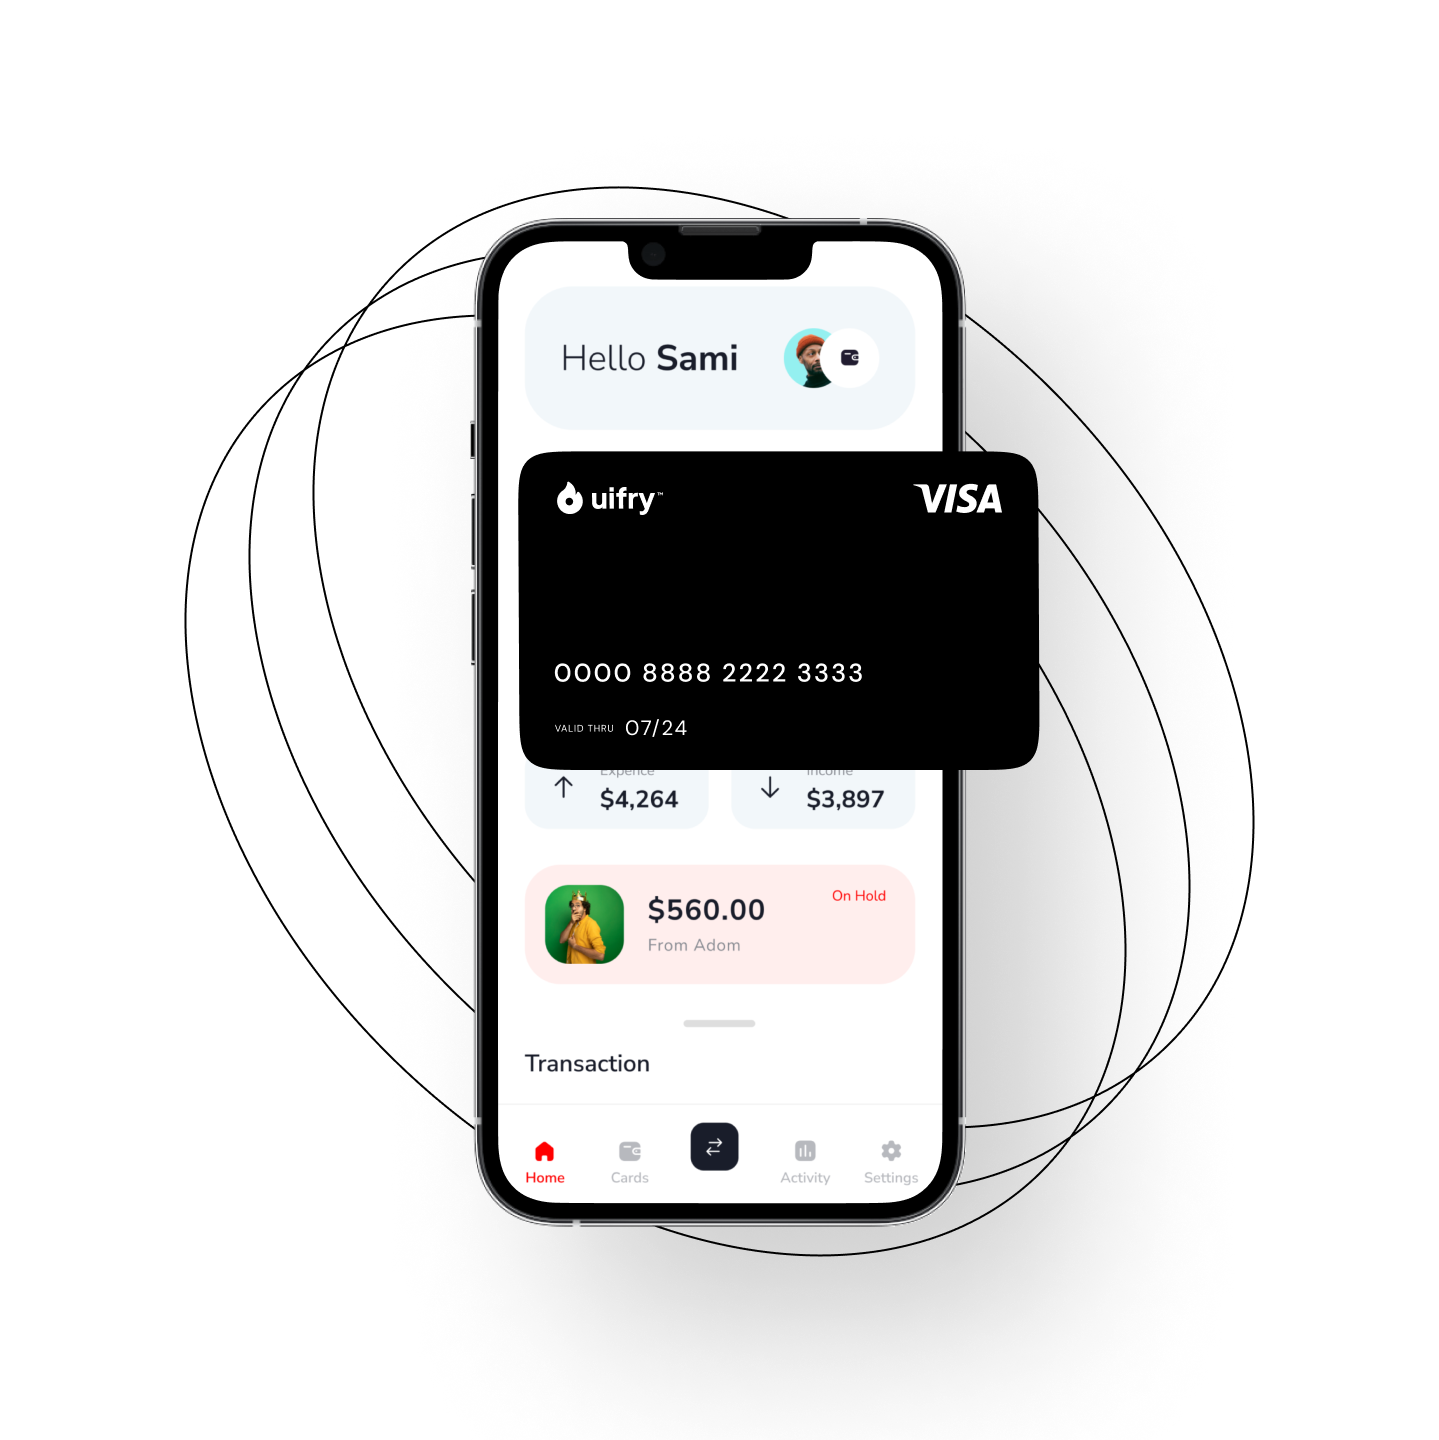 Hello Sami
uifry™
VISA
0000 8888 2222 3333
VALID THRU 07/24
Expence
$4,264
Income
$3,897
$560.00
On Hold
From Adom
Transaction
Home
Cards
Activity
Settings